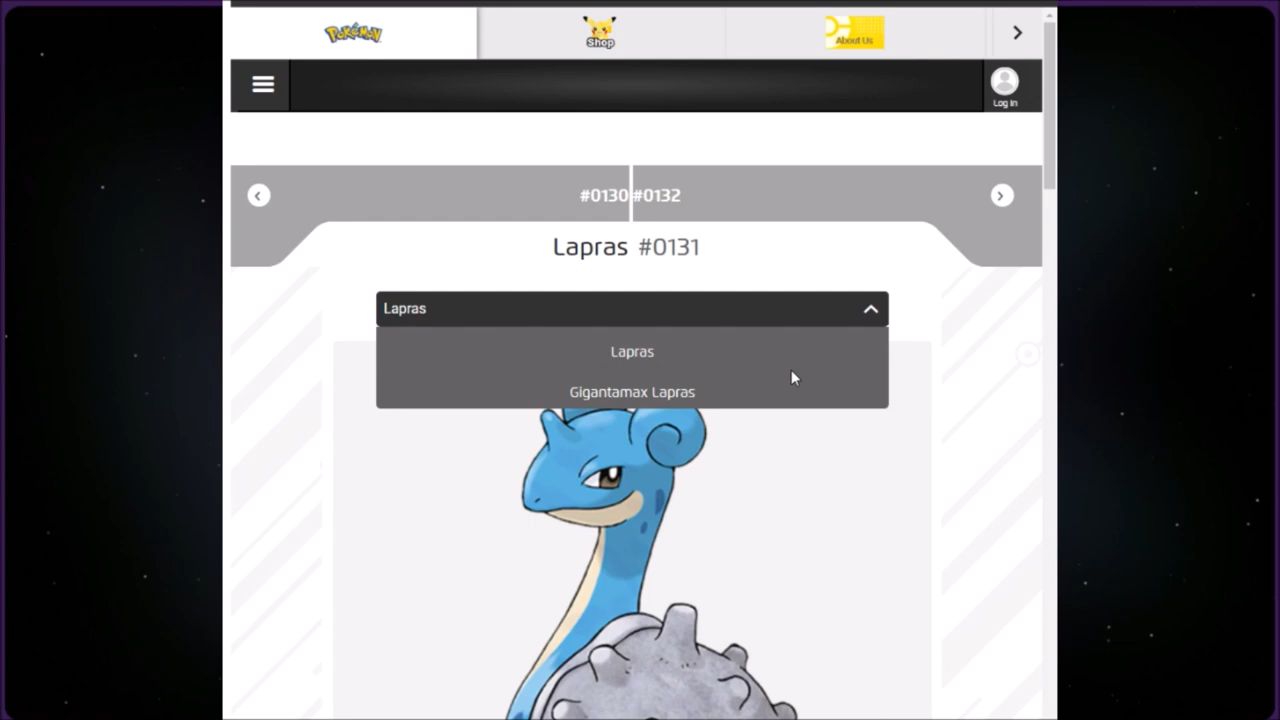 Pokémon
Shop
About Us
Log In
#0130 #0132
Lapras #0131
Lapras
Lapras
Gigantamax Lapras